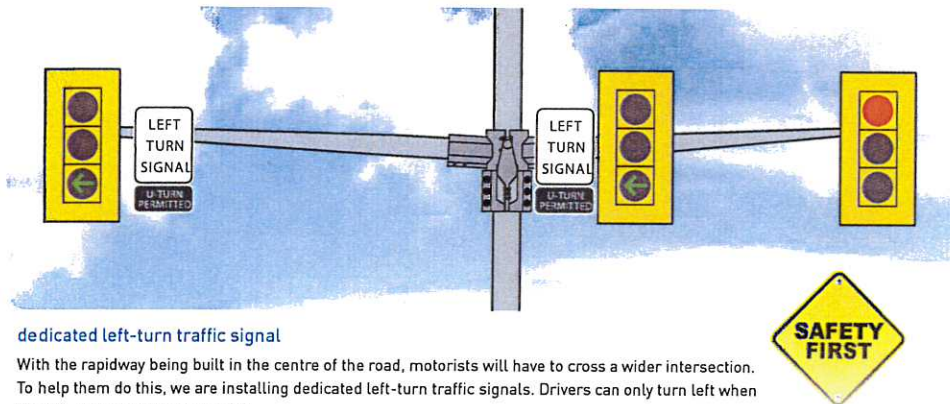 LEFT
TURN
SIGNAL
U-TURN
PERMITTED
LEFT
TURN
SIGNAL
U-TURN
PERMITTED
SAFETY
FIRST
dedicated left-turn traffic signal
With the rapidway being built in the centre of the road, motorists will have to cross a wider intersection.
To help them do this, we are installing dedicated left-turn traffic signals. Drivers can only turn left when